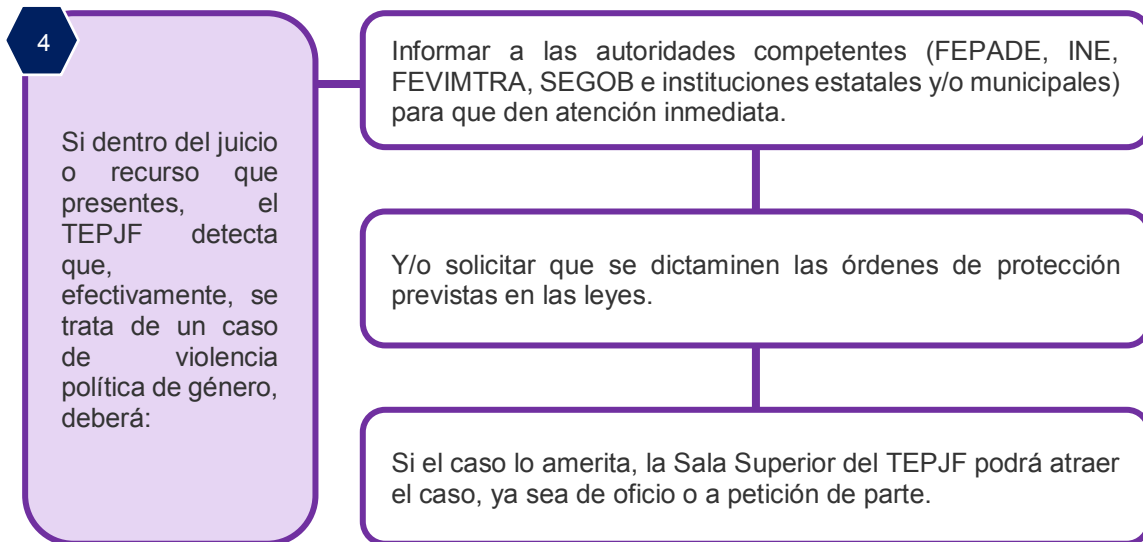 4
Si dentro del juicio
o recurso que
presentes, el
TEPJF detecta
que,
efectivamente, se
trata de un caso
de violencia
política de género,
deberá:
Informar a las autoridades competentes (FEPADE, INE,
FEVIMTRA, SEGOB e instituciones estatales y/o municipales)
para que den atención inmediata.
Y/o solicitar que se dictaminen las órdenes de protección
previstas en las leyes.
Si el caso lo amerita, la Sala Superior del TEPJF podrá atraer
el caso, ya sea de oficio o a petición de parte.